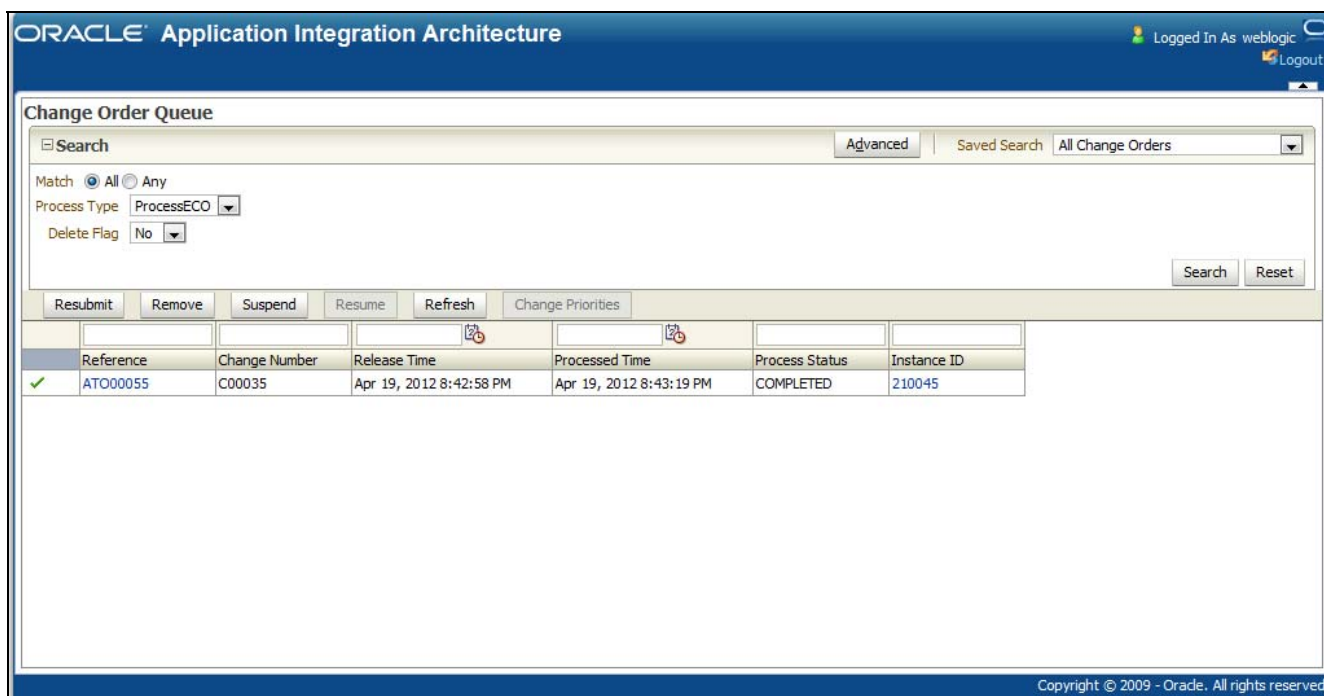 ORACLE Application Integration Architecture
Logged In As weblogic
Logout
Change Order Queue
Search
Advanced
Saved Search All Change Orders
Match All Any
Process Type ProcessECO
Delete Flag No
Search Reset
Resubmit Remove Suspend Resume Refresh Change Priorities
Reference Change Number Release Time Processed Time Process Status Instance ID
ATO00055 C00035 Apr 19, 2012 8:42:58 PM Apr 19, 2012 8:43:19 PM COMPLETED 210045
Copyright © 2009 - Oracle. All rights reserved